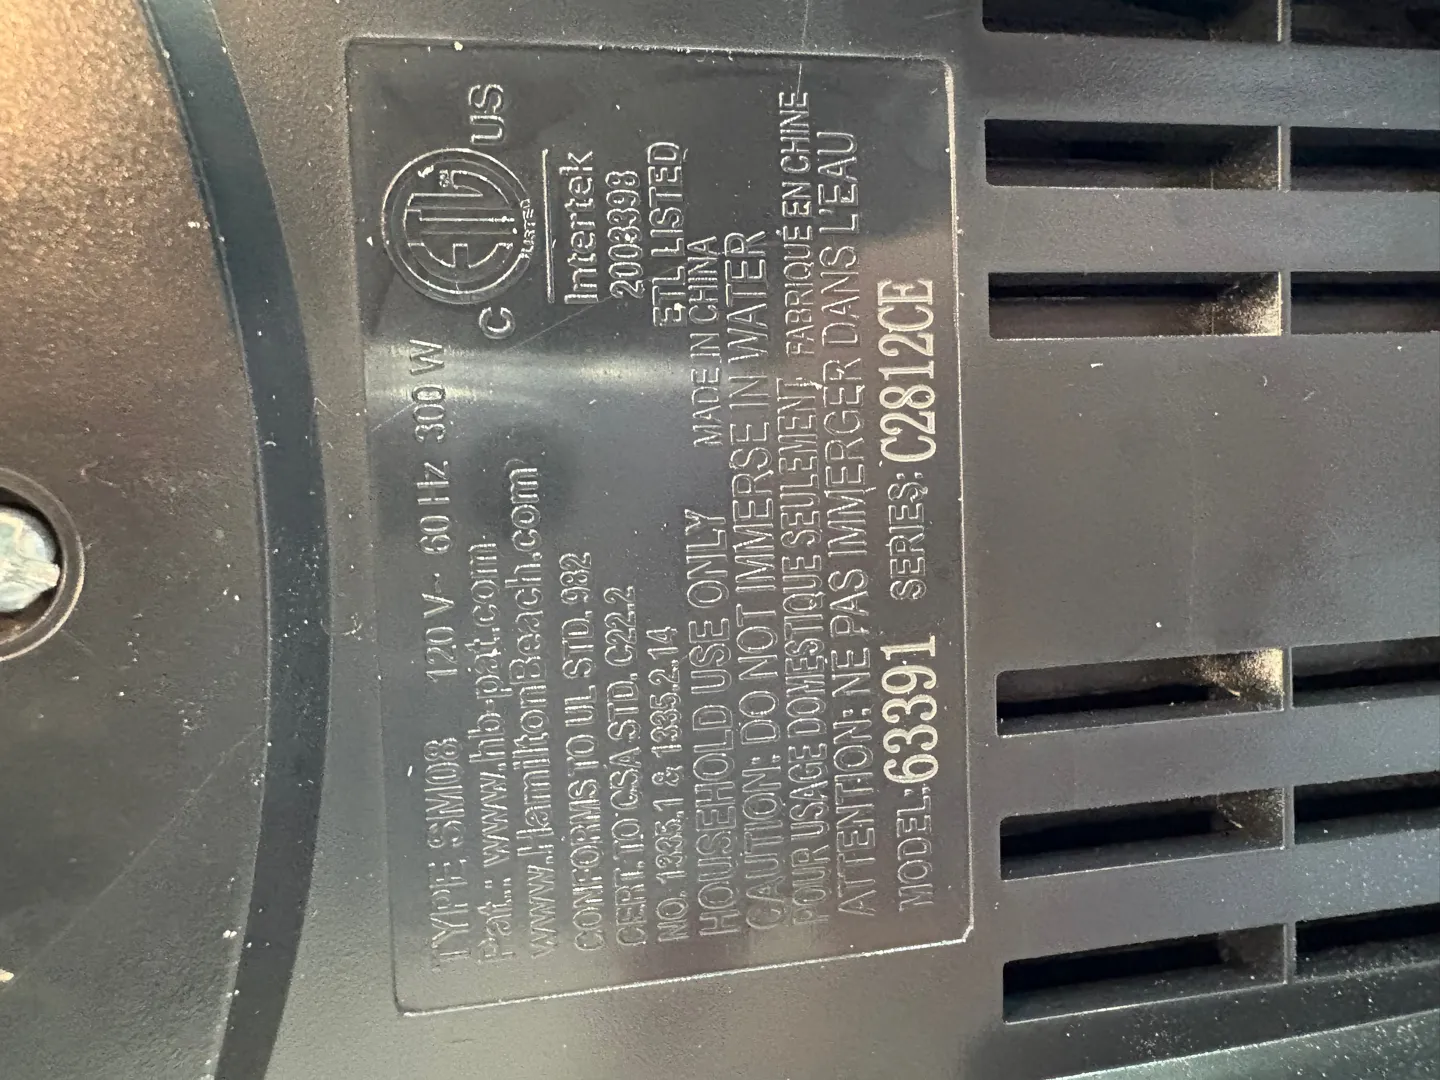 TYPE SM08 120 V~ 60 Hz 300 W
Pat.: www.hb-pat.com
www.HamiltonBeach.com
C ETL US
Intertek
2003398
ETL LISTED
CONFORMS TO UL STD. 982
CERT. TO CSA STD. C22.2
NO. 1335.1 & 1335.2.14
HOUSEHOLD USE ONLY MADE IN CHINA
CAUTION: DO NOT IMMERSE IN WATER
POUR USAGE DOMESTIQUE SEULEMENT FABRIQUÉ EN CHINE
ATTENTION: NE PAS IMMERGER DANS L'EAU
MODEL: 63391 SERIES: C2812CE